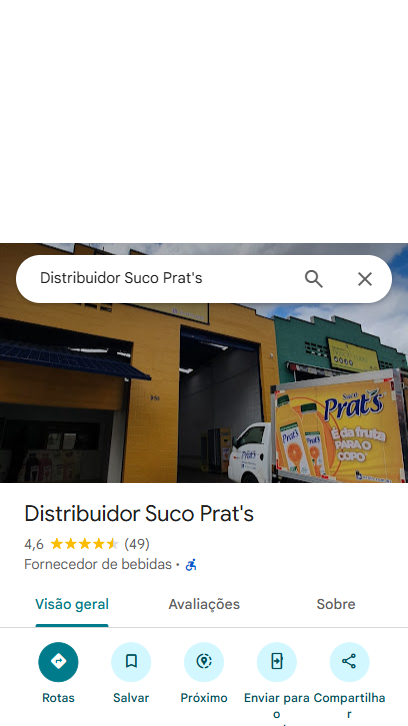 Distribuidor Suco Prat's
Suco
Prat's
É da fruta
PARA O
COPO
Prat's
Prat's
Distribuidor Suco Prat's
4,6 (49)
Fornecedor de bebidas ·
Visão geral Avaliações Sobre
Rotas Salvar Próximo Enviar para o Compartilhar